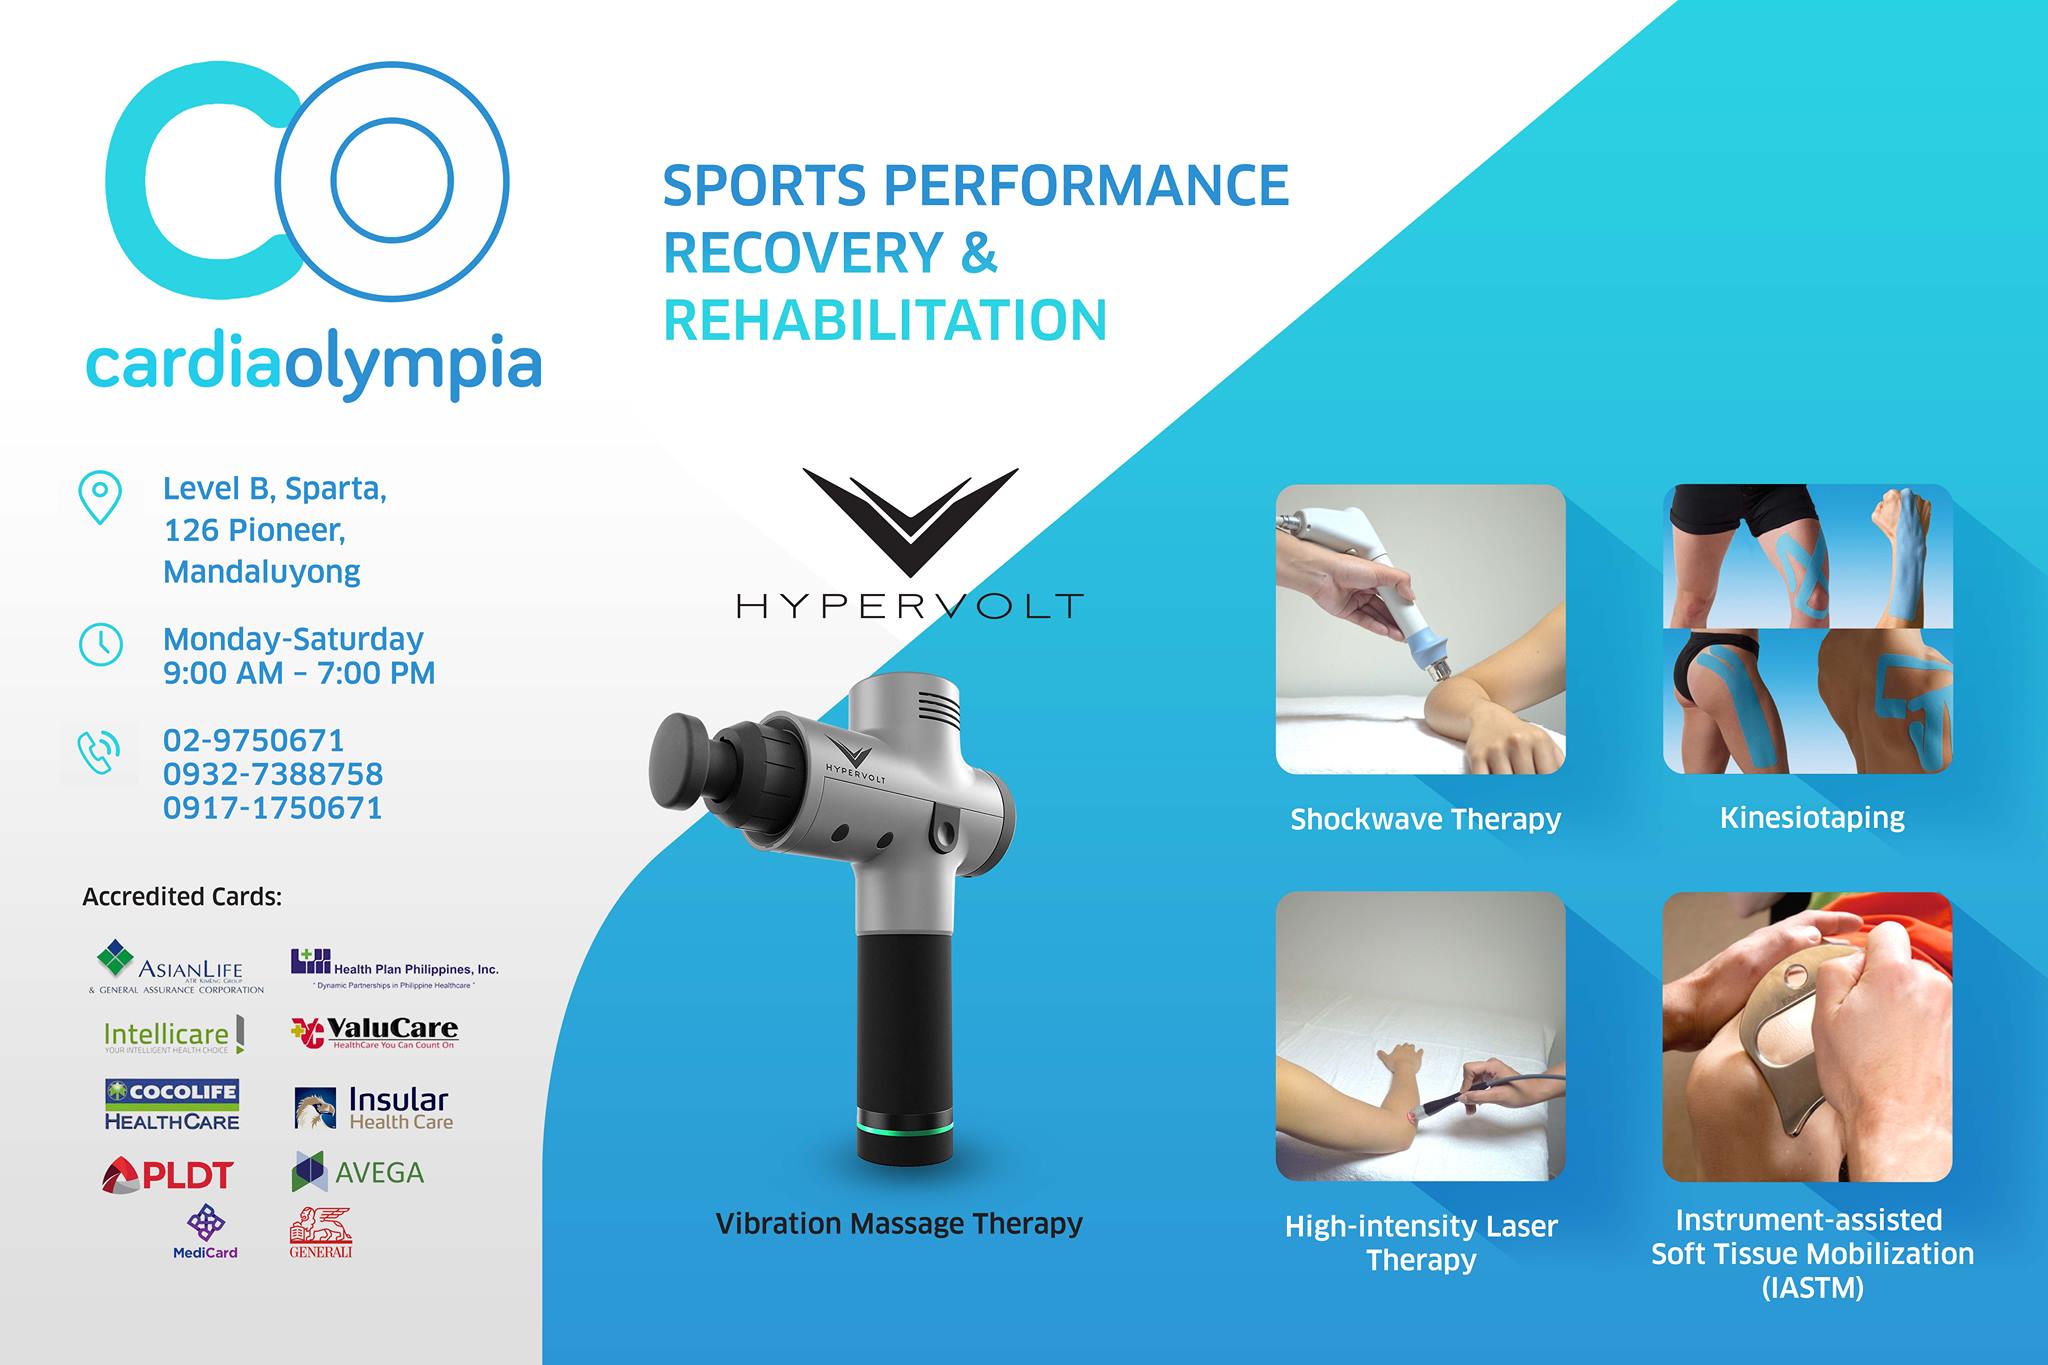 cardiaolympia
SPORTS PERFORMANCE
RECOVERY &
REHABILITATION
Level B, Sparta,
126 Pioneer,
Mandaluyong
Monday-Saturday
9:00 AM – 7:00 PM
02-9750671
0932-7388758
0917-1750671
Accredited Cards:
ASIANLIFE
ATR KIMENG GROUP
& GENERAL ASSURANCE CORPORATION
Health Plan Philippines, Inc.
" Dynamic Partnerships in Philippine Healthcare "
Intellicare
YOUR INTELLIGENT HEALTH CHOICE
ValuCare
HealthCare You Can Count On
COCOLIFE
HEALTHCARE
Insular
Health Care
PLDT
AVEGA
MediCard
GENERALI
HYPERVOLT
HYPERVOLT
Vibration Massage Therapy
Shockwave Therapy
Kinesiotaping
High-intensity Laser
Therapy
Instrument-assisted
Soft Tissue Mobilization
(IASTM)